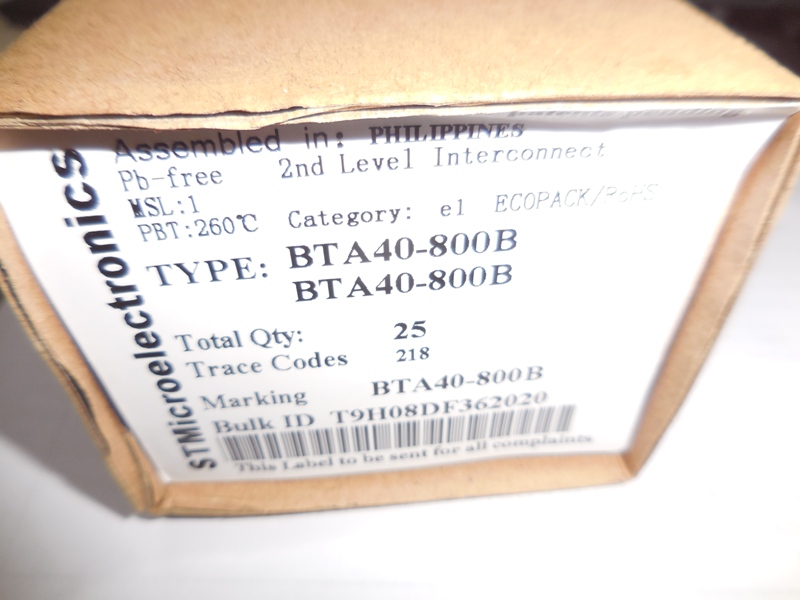 patents pending
Assembled in: PHILIPPINES
Pb-free 2nd Level Interconnect
MSL:1
PBT:260℃ Category: e1 ECOPACK/RoHS
TYPE: BTA40-800B
BTA40-800B
Total Qty: 25
Trace Codes 218
Marking BTA40-800B
Bulk ID T9H08DF362020
This Label to be sent for all complaints.
STMicroelectronics